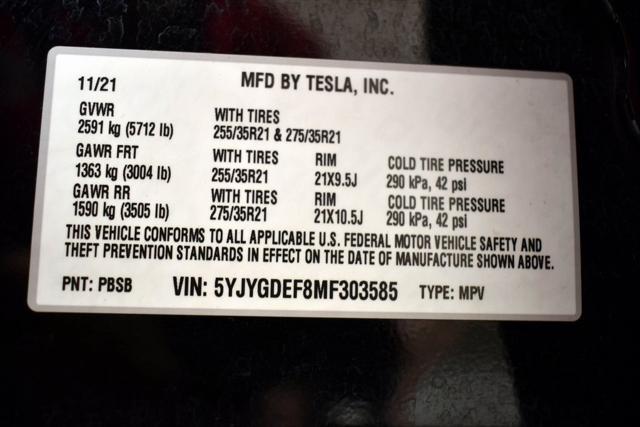 11/21 MFD BY TESLA, INC.
GVWR WITH TIRES
2591 kg (5712 lb) 255/35R21 & 275/35R21
GAWR FRT WITH TIRES RIM COLD TIRE PRESSURE
1363 kg (3004 lb) 255/35R21 21X9.5J 290 kPa, 42 psi
GAWR RR WITH TIRES RIM COLD TIRE PRESSURE
1590 kg (3505 lb) 275/35R21 21X10.5J 290 kPa, 42 psi
THIS VEHICLE CONFORMS TO ALL APPLICABLE U.S. FEDERAL MOTOR VEHICLE SAFETY AND
THEFT PREVENTION STANDARDS IN EFFECT ON THE DATE OF MANUFACTURE SHOWN ABOVE.
PNT: PBSB VIN: 5YJYGDEF8MF303585 TYPE: MPV